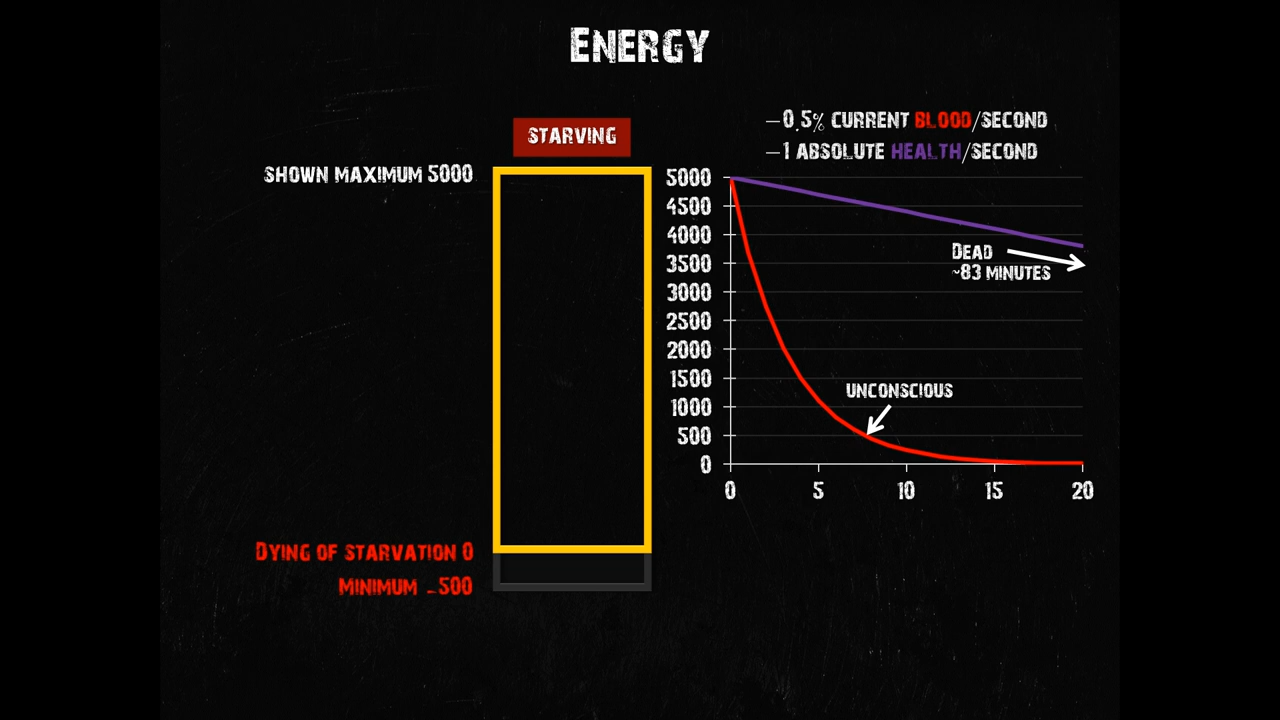 ENERGY
STARVING
SHOWN MAXIMUM 5000
DYING OF STARVATION 0
MINIMUM -500
-0.5% CURRENT BLOOD/SECOND
-1 ABSOLUTE HEALTH/SECOND
5000
4500
4000
3500
3000
2500
2000
1500
1000
500
0
DEAD
~83 MINUTES
UNCONSCIOUS
0 5 10 15 20